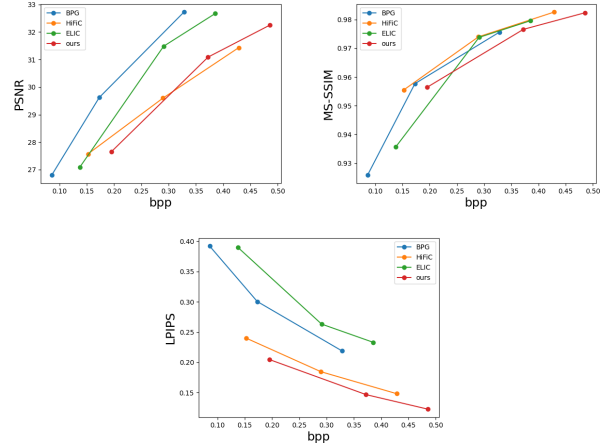 PSNR
33
32
31
30
29
28
27
BPG
HiFiC
ELIC
ours
0.10 0.15 0.20 0.25 0.30 0.35 0.40 0.45 0.50
bpp
MS-SSIM
0.98
0.97
0.96
0.95
0.94
0.93
BPG
HiFiC
ELIC
ours
0.10 0.15 0.20 0.25 0.30 0.35 0.40 0.45 0.50
bpp
LPIPS
0.40
0.35
0.30
0.25
0.20
0.15
BPG
HiFiC
ELIC
ours
0.10 0.15 0.20 0.25 0.30 0.35 0.40 0.45 0.50
bpp